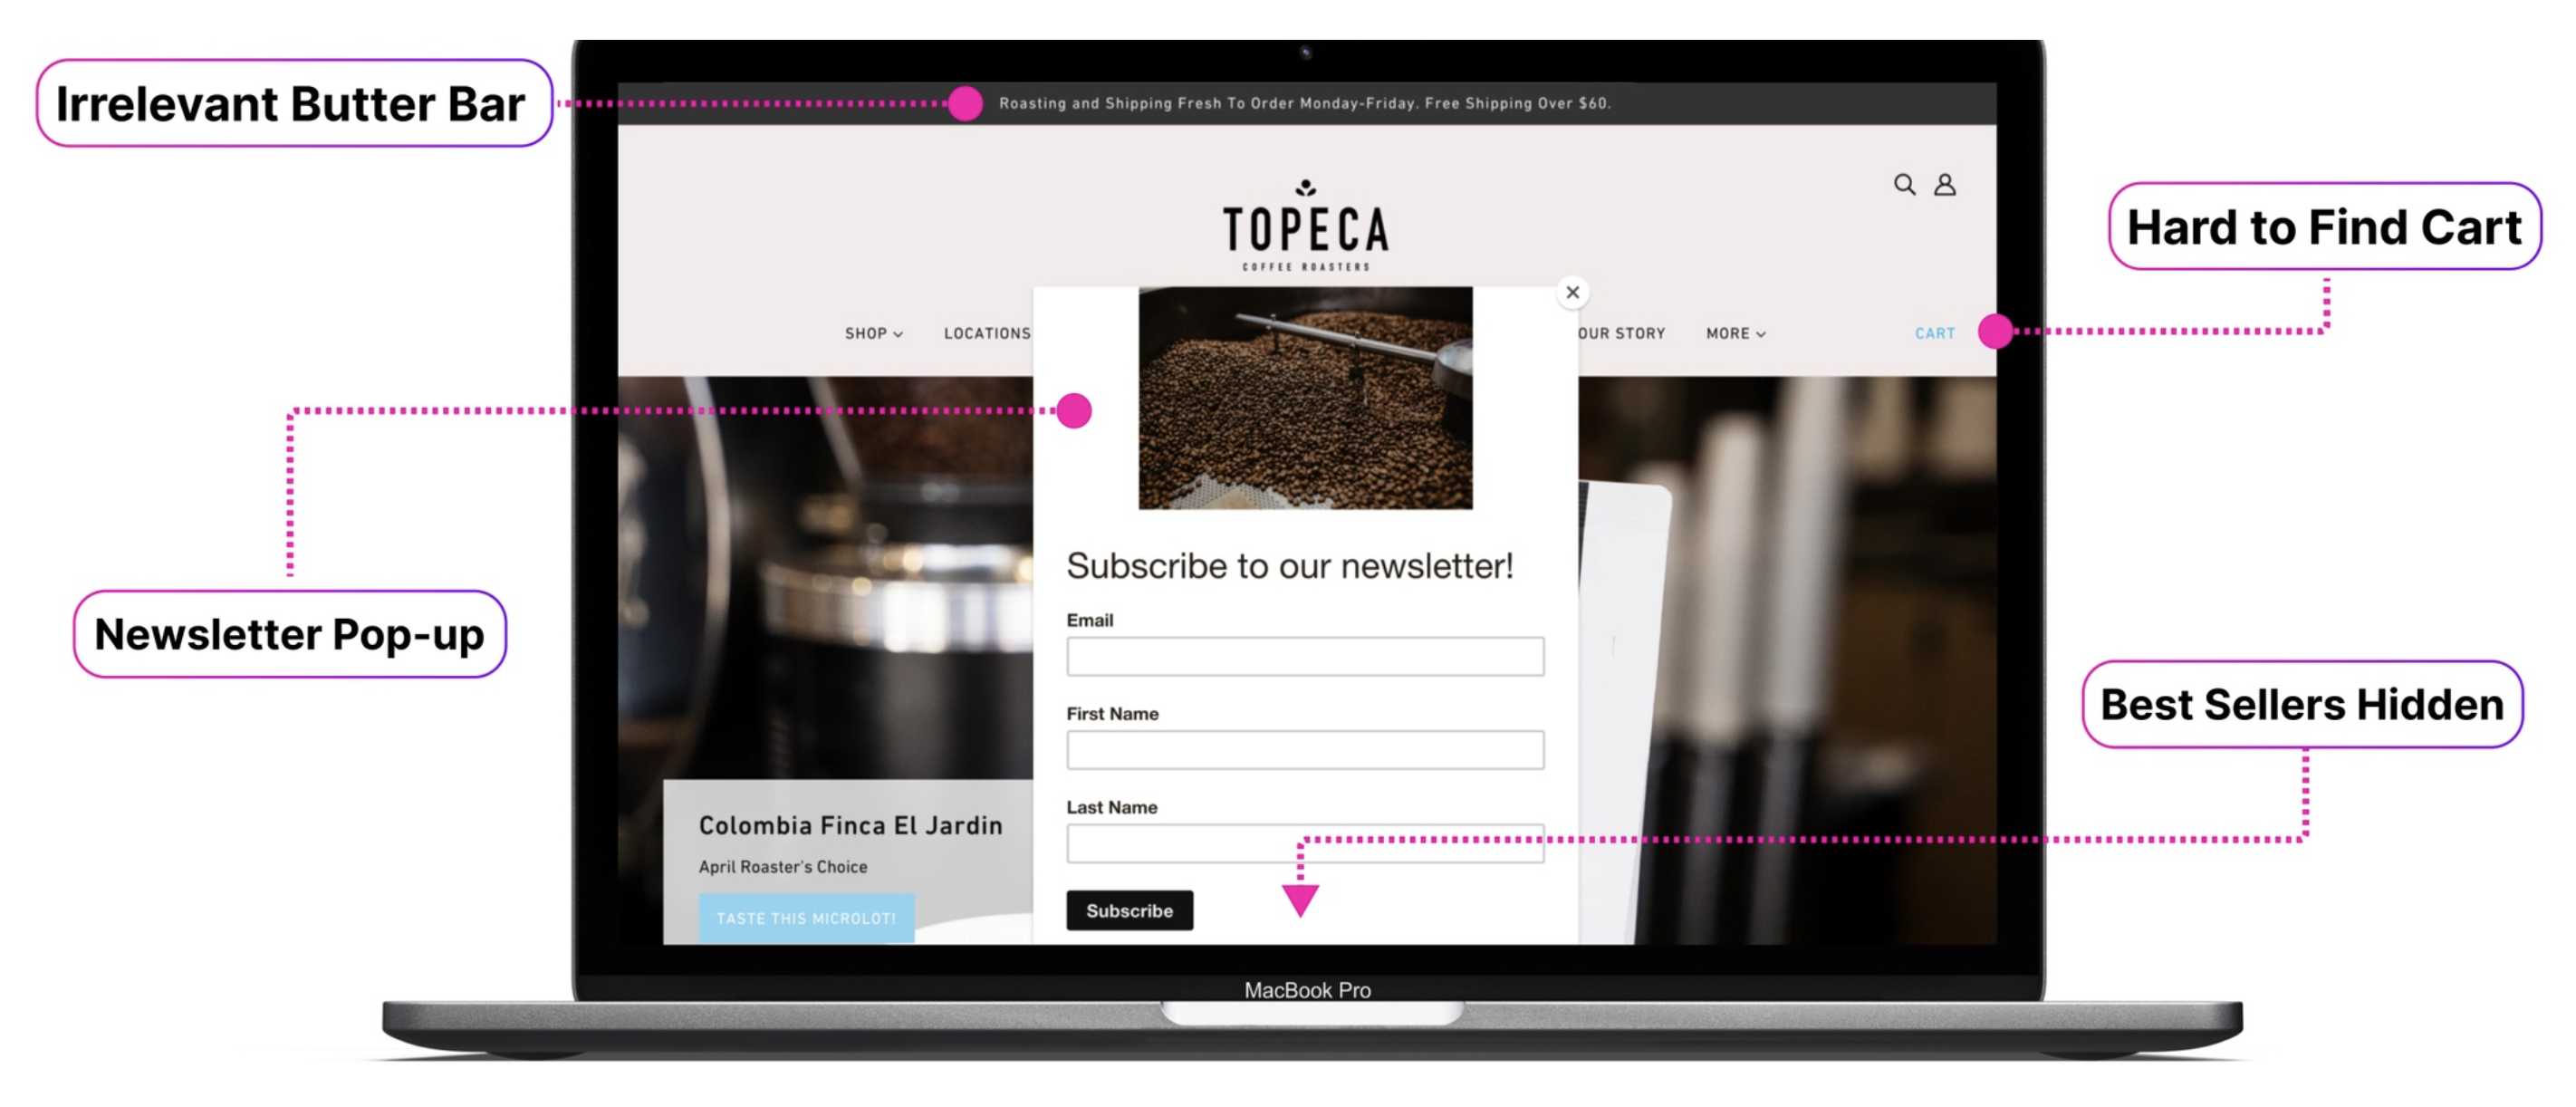 Irrelevant Butter Bar
Roasting and Shipping Fresh To Order Monday-Friday. Free Shipping Over $60.
Hard to Find Cart
TOPECA
COFFEE ROASTERS
SHOP LOCATIONS OUR STORY MORE CART
Newsletter Pop-up
Subscribe to our newsletter!
Email
First Name
Best Sellers Hidden
Last Name
Colombia Finca El Jardin
April Roaster's Choice
TASTE THIS MICROLOT!
Subscribe
MacBook Pro